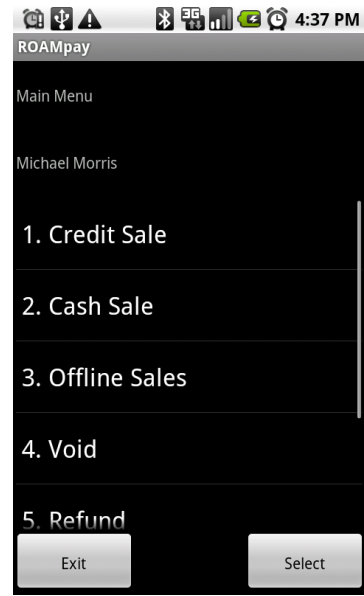 3G
4:37 PM
ROAMpay
Main Menu
Michael Morris
1. Credit Sale
2. Cash Sale
3. Offline Sales
4. Void
5. Refund
Exit
Select